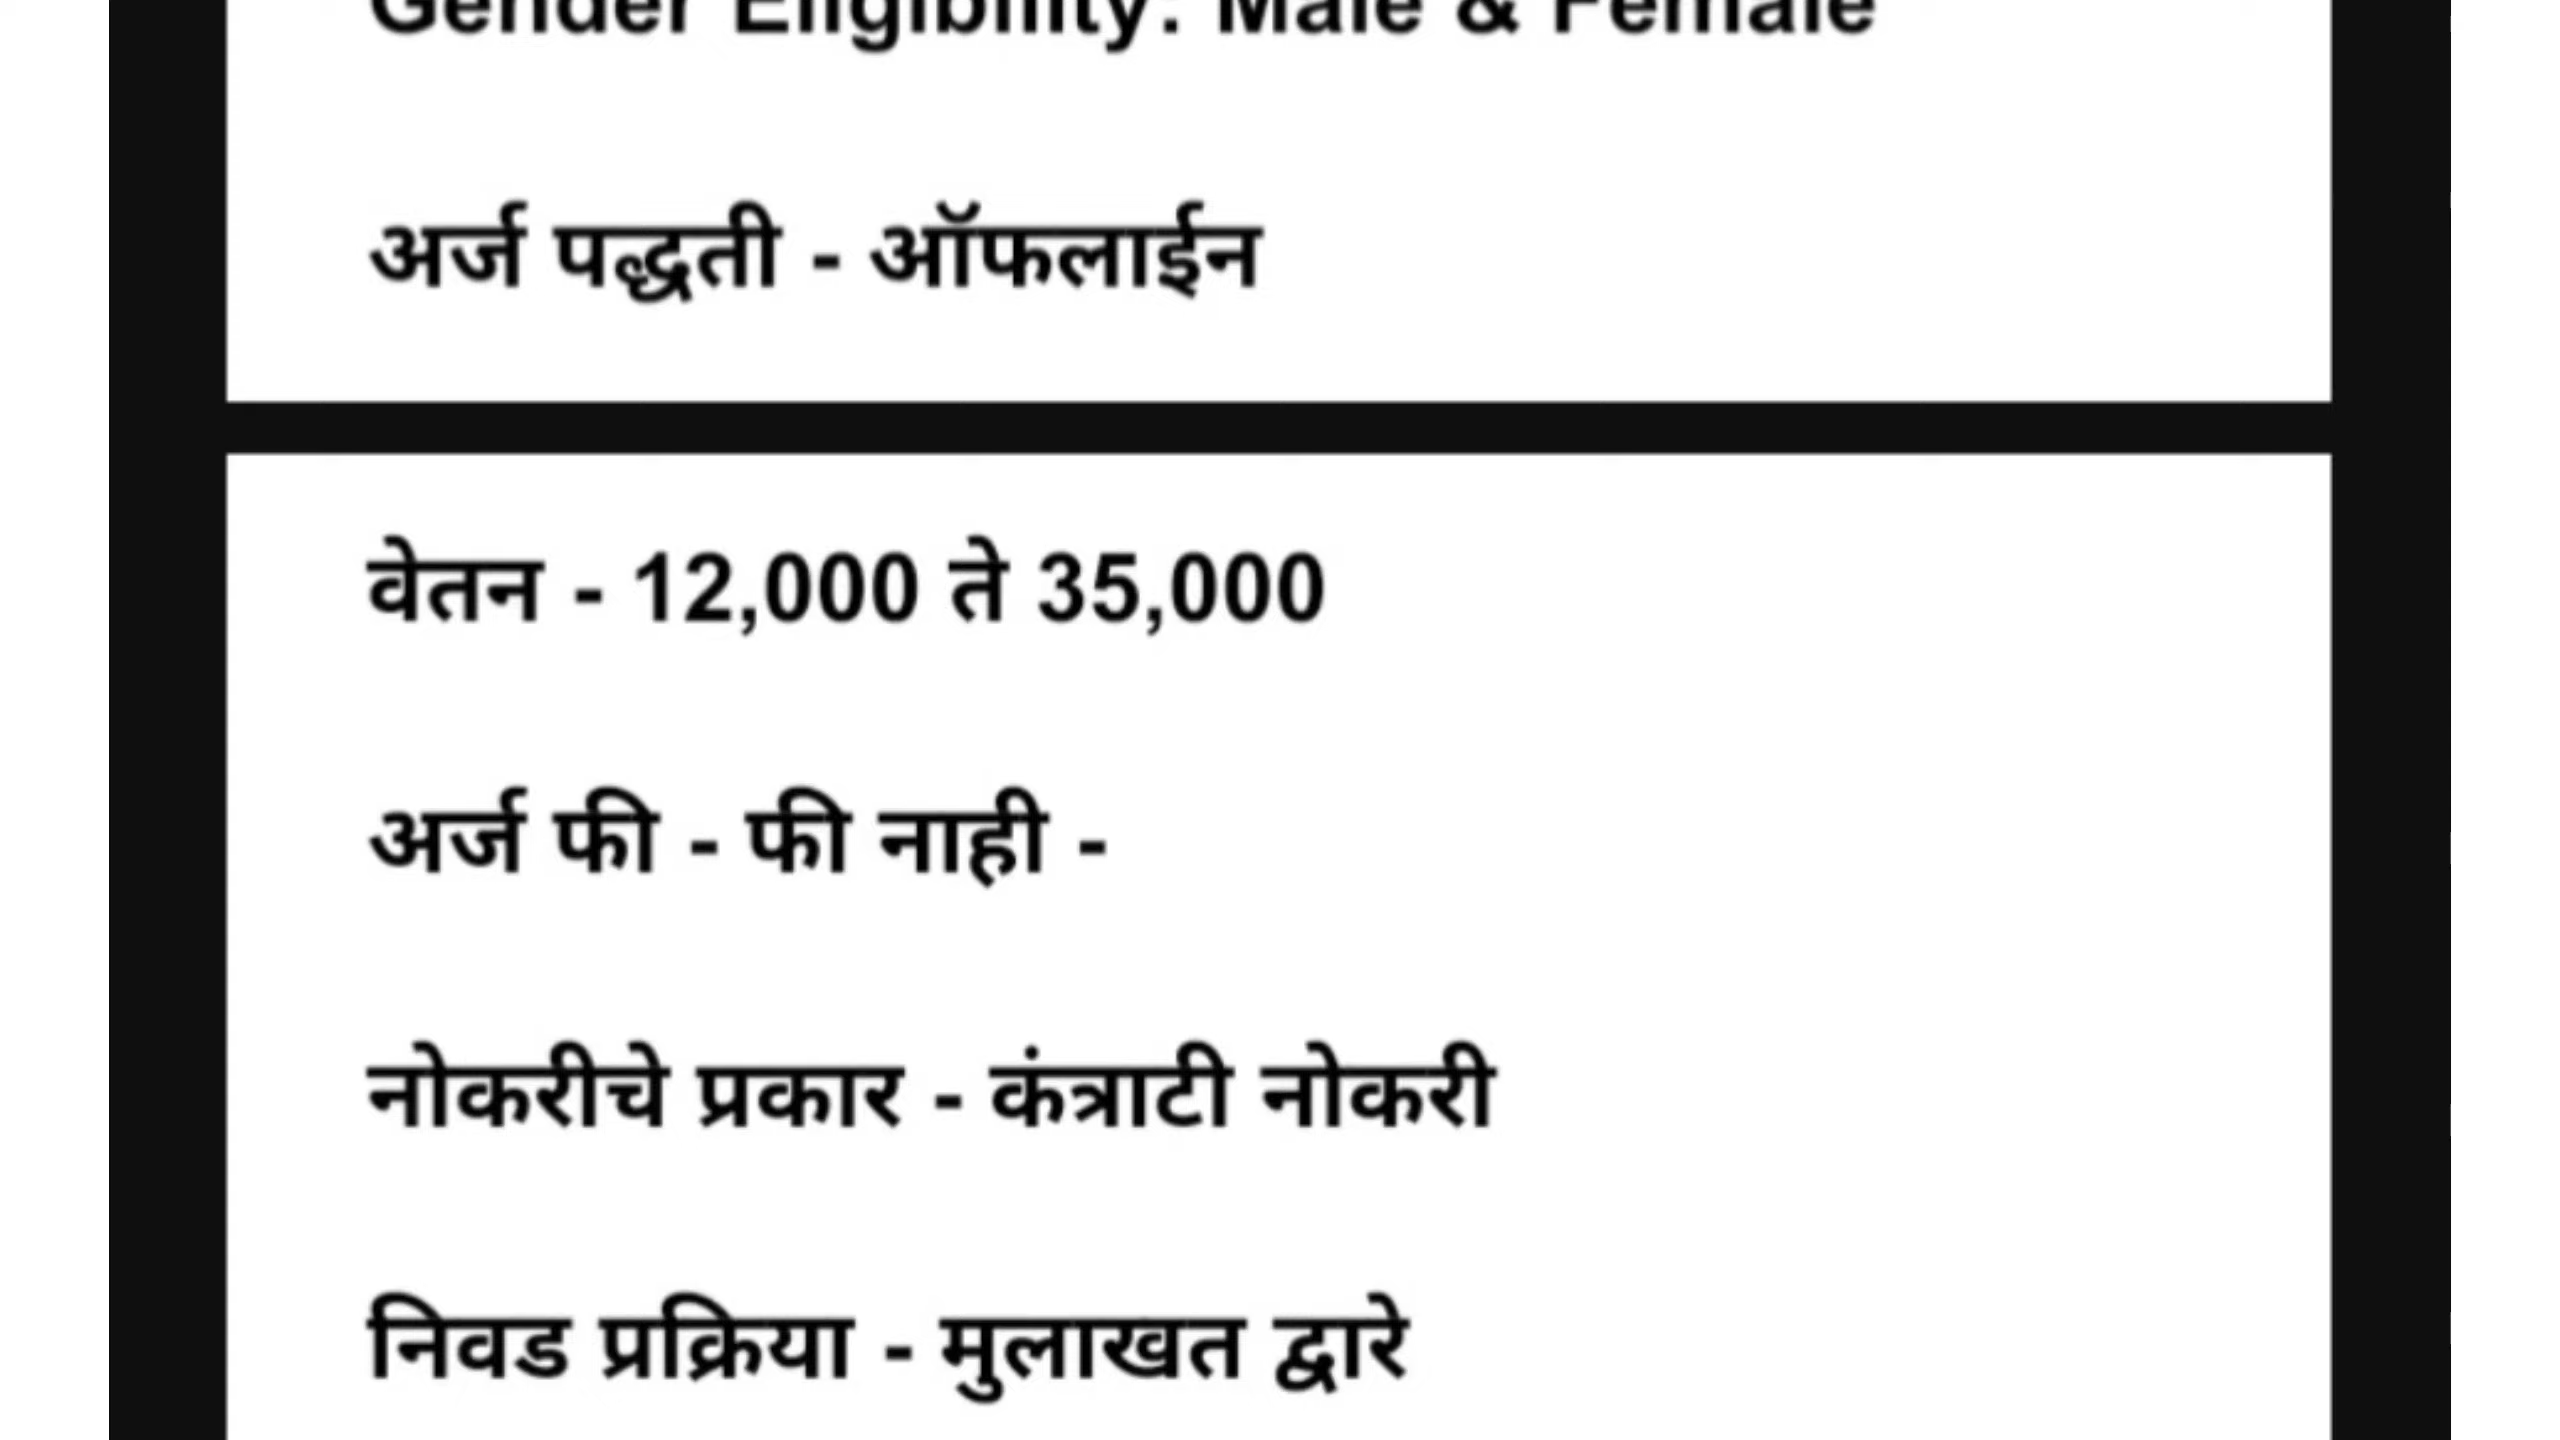 Gender Eligibility: Male & Female
अर्ज पद्धती - ऑफलाईन
वेतन - 12,000 ते 35,000
अर्ज फी - फी नाही -
नोकरीचे प्रकार - कंत्राटी नोकरी
निवड प्रक्रिया - मुलाखत द्वारे